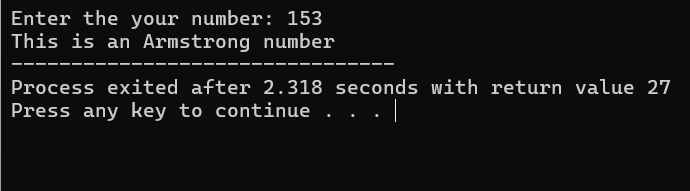 Enter the your number: 153
This is an Armstrong number
--------------------------------
Process exited after 2.318 seconds with return value 27
Press any key to continue . . .